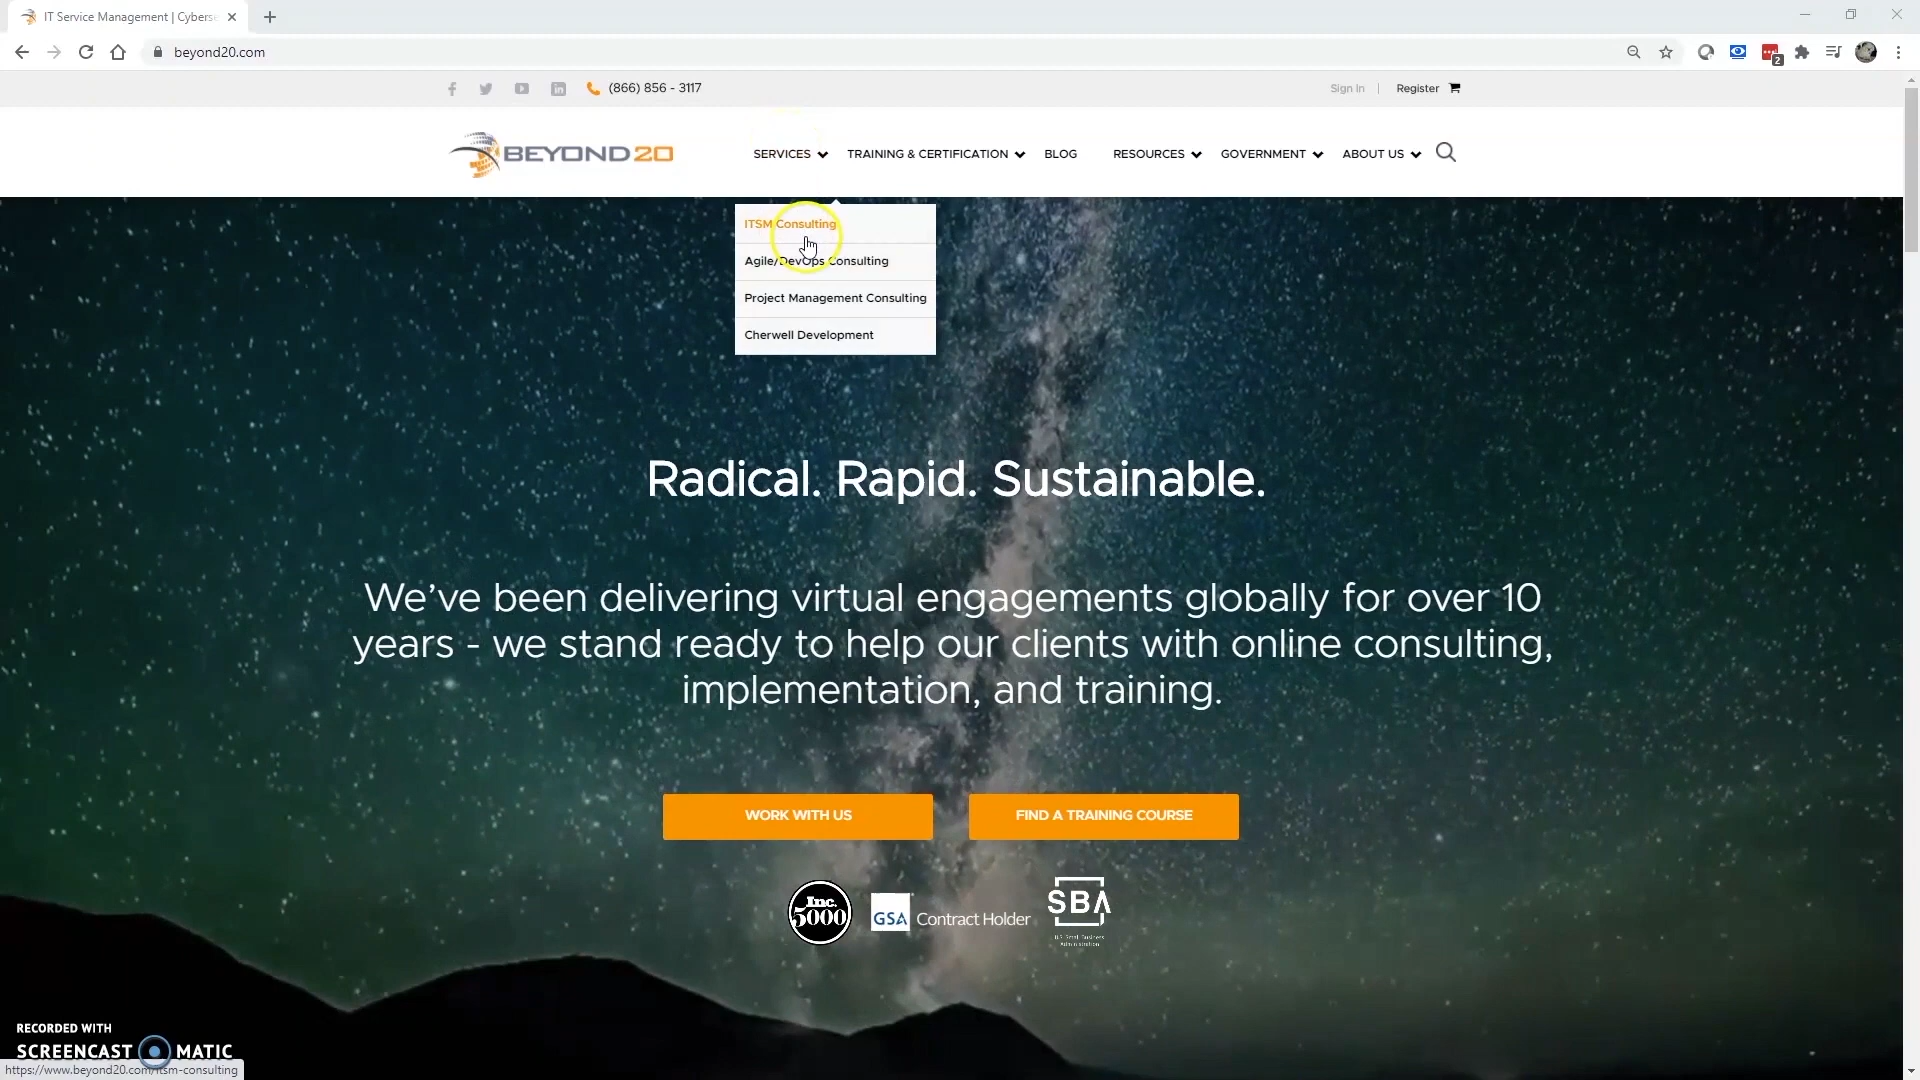 IT Service Management | Cyberse
beyond20.com
2
(866) 856 - 3117
Sign In | Register
BEYOND20
SERVICES
TRAINING & CERTIFICATION
BLOG
RESOURCES
GOVERNMENT
ABOUT US
ITSM Consulting
Agile/DevOps Consulting
Project Management Consulting
Cherwell Development
Radical. Rapid. Sustainable.
We’ve been delivering virtual engagements globally for over 10
years - we stand ready to help our clients with online consulting,
implementation, and training.
WORK WITH US
FIND A TRAINING COURSE
Inc.
5000
GSA Contract Holder
SBA
U.S. Small Business
Administration
RECORDED WITH
SCREENCAST MATIC
https://www.beyond20.com/itsm-consulting